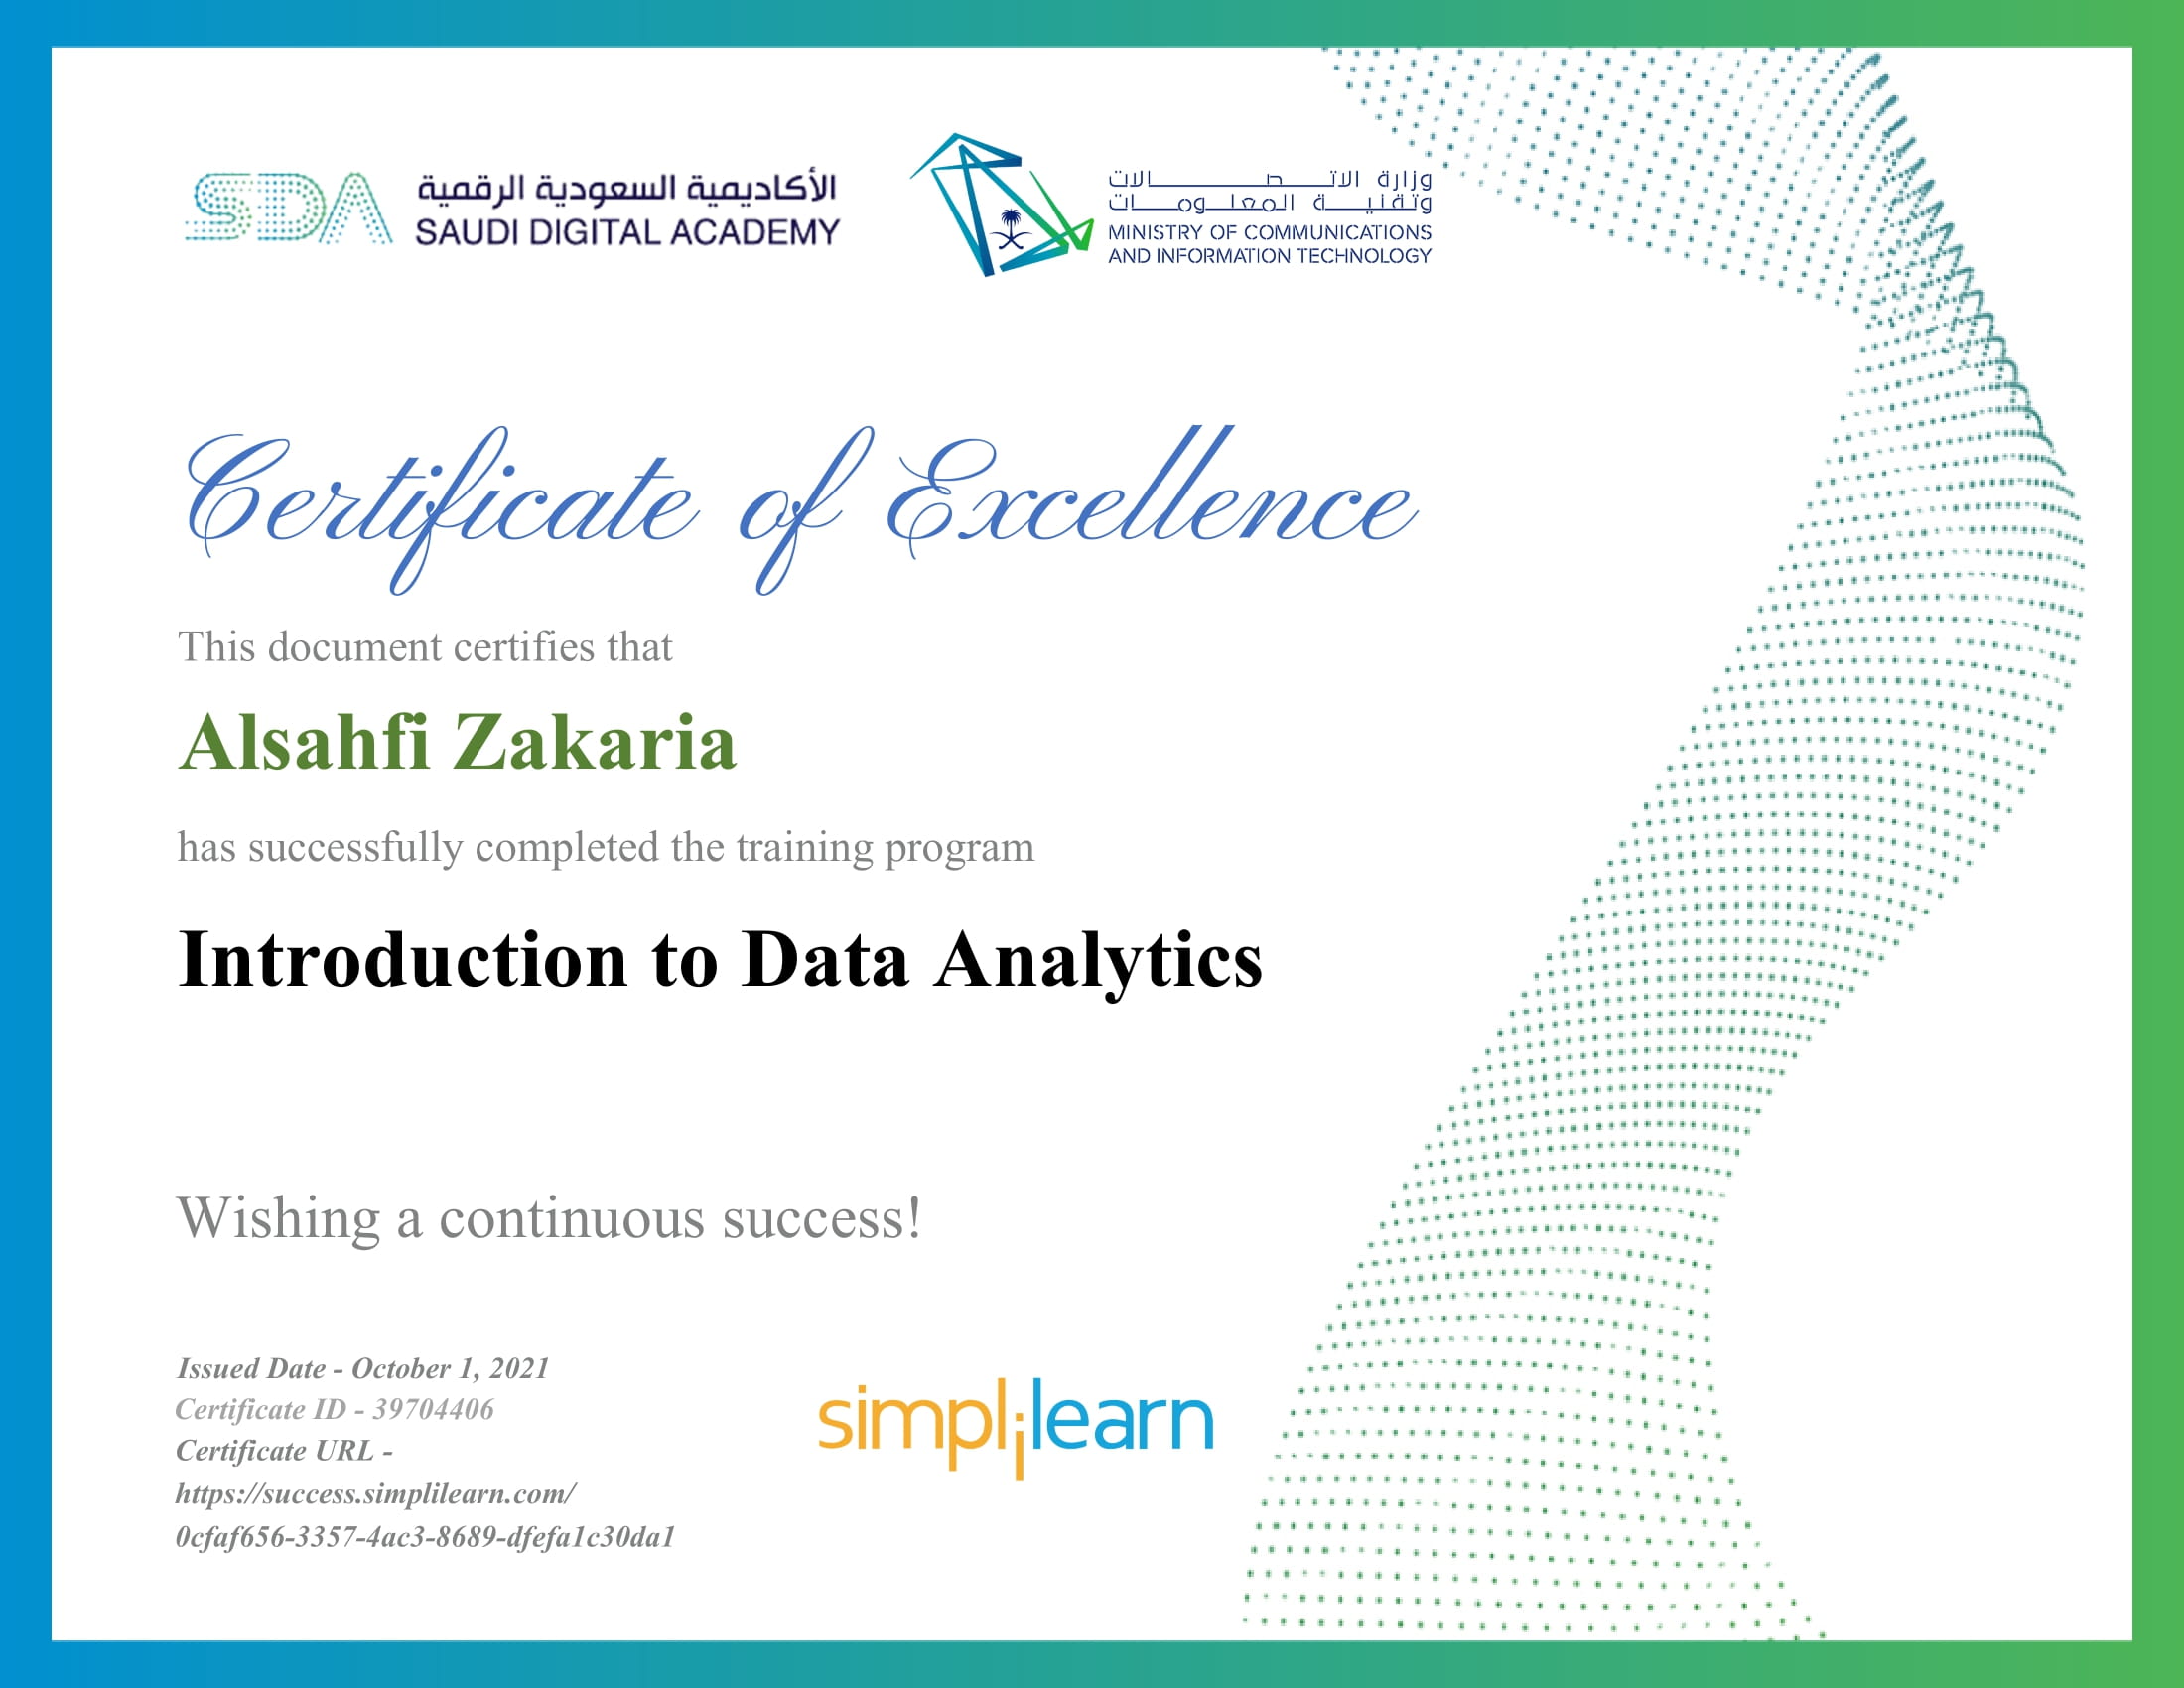 SDA
الأكاديمية السعودية الرقمية
SAUDI DIGITAL ACADEMY
وزارة الاتصالات
وتقنية المعلومات
MINISTRY OF COMMUNICATIONS
AND INFORMATION TECHNOLOGY
Certificate of Excellence
This document certifies that
Alsahfi Zakaria
has successfully completed the training program
Introduction to Data Analytics
Wishing a continuous success!
Issued Date - October 1, 2021
Certificate ID - 39704406
Certificate URL -
https://success.simplilearn.com/
0cfaf656-3357-4ac3-8689-dfefa1c30da1
simplilearn